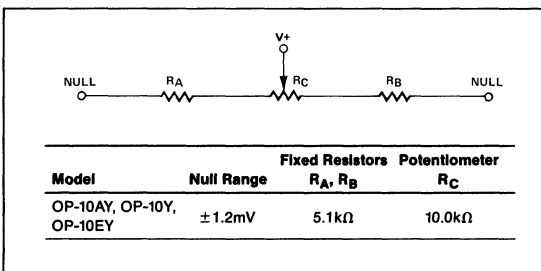 V+
NULL RA RC RB NULL
Fixed Resistors Potentiometer
Model Null Range RA, RB RC
OP-10AY, OP-10Y,
OP-10EY ±1.2mV 5.1kΩ 10.0kΩ